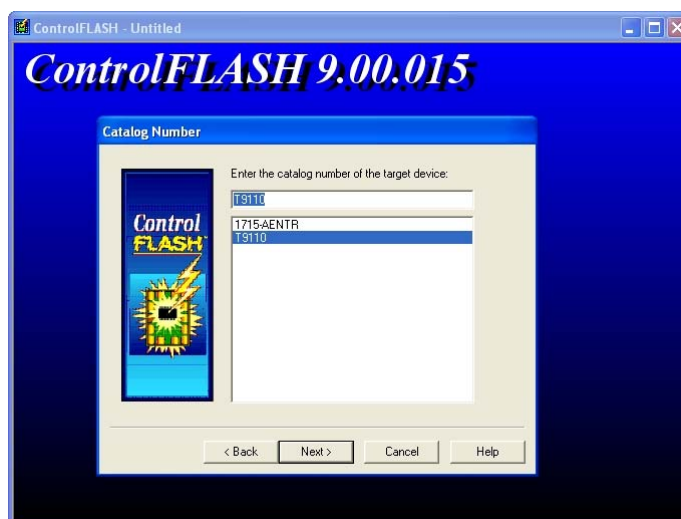 ControlFLASH - Untitled
ControlFLASH 9.00.015
Catalog Number
Enter the catalog number of the target device:
T9110
1715-AENTR
T9110
Control
FLASH
< Back
Next >
Cancel
Help